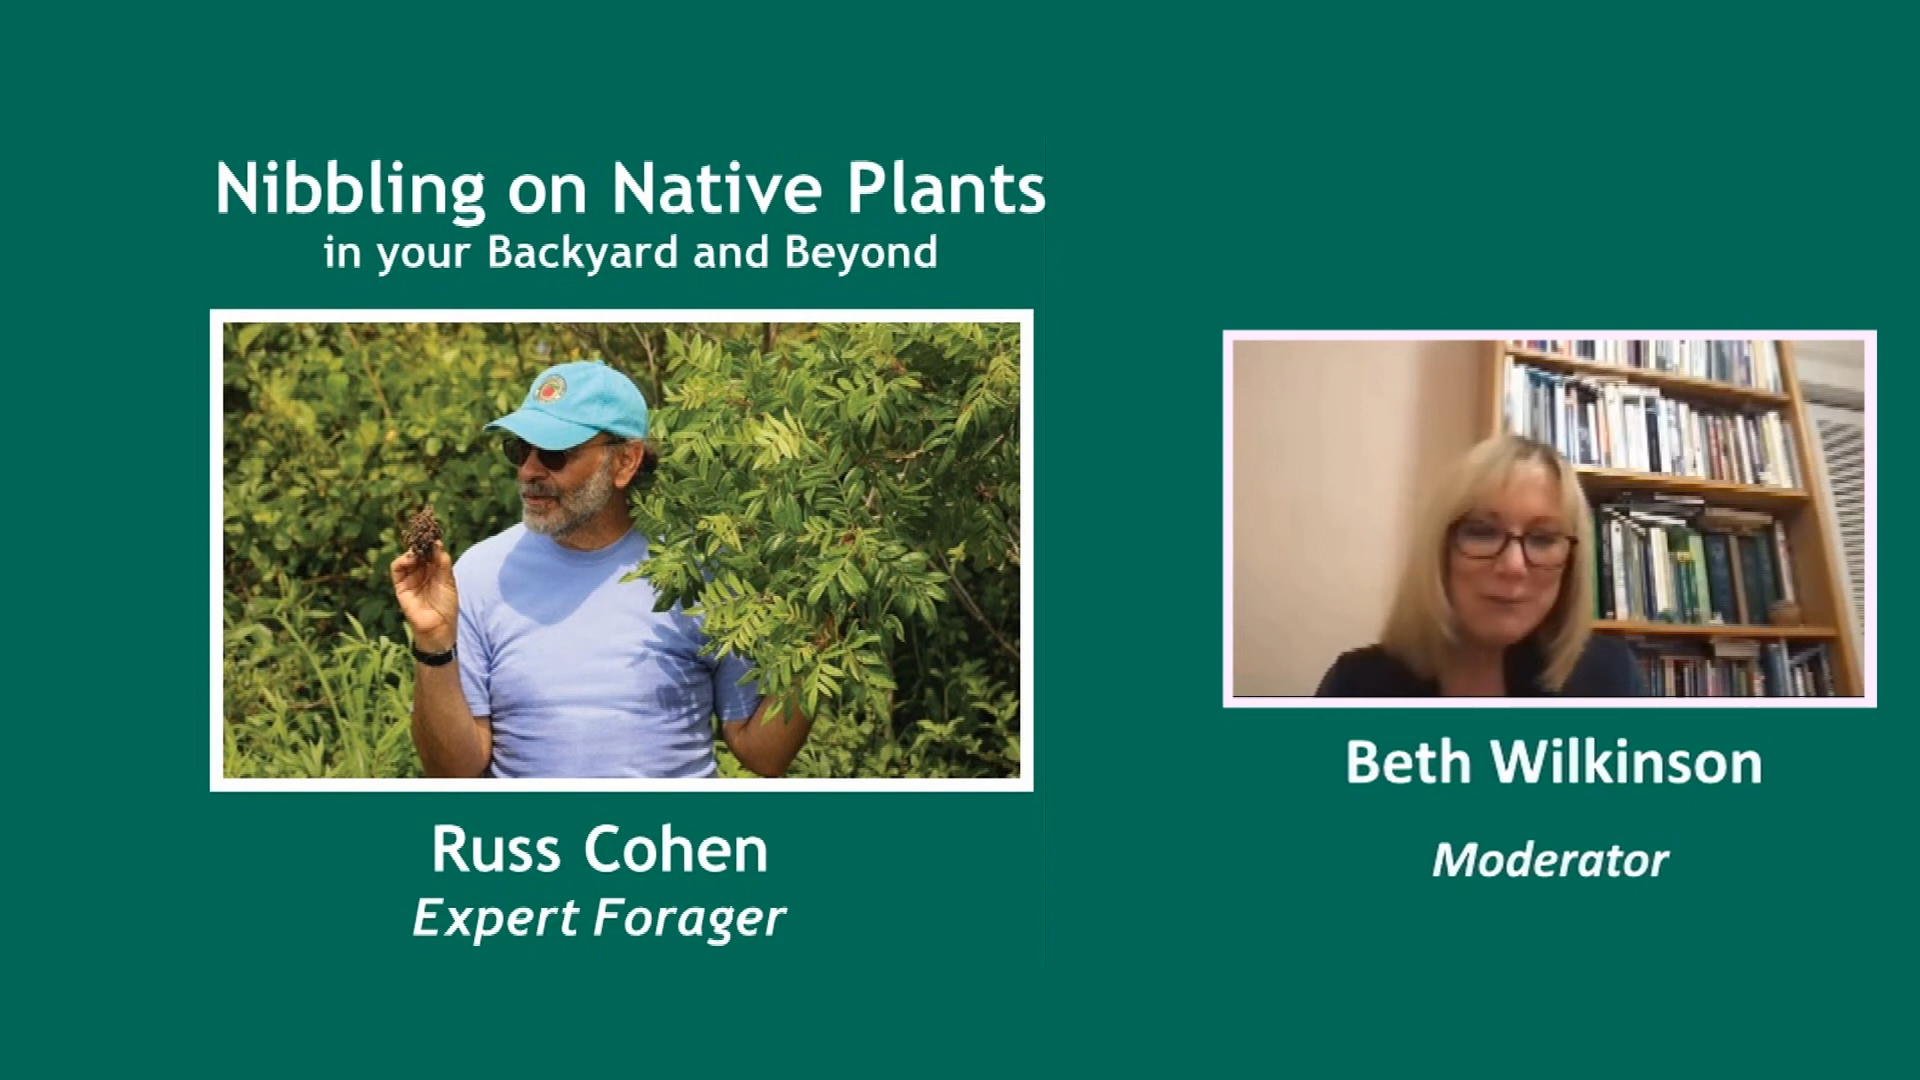 Nibbling on Native Plants
in your Backyard and Beyond
Russ Cohen
Expert Forager
Beth Wilkinson
Moderator